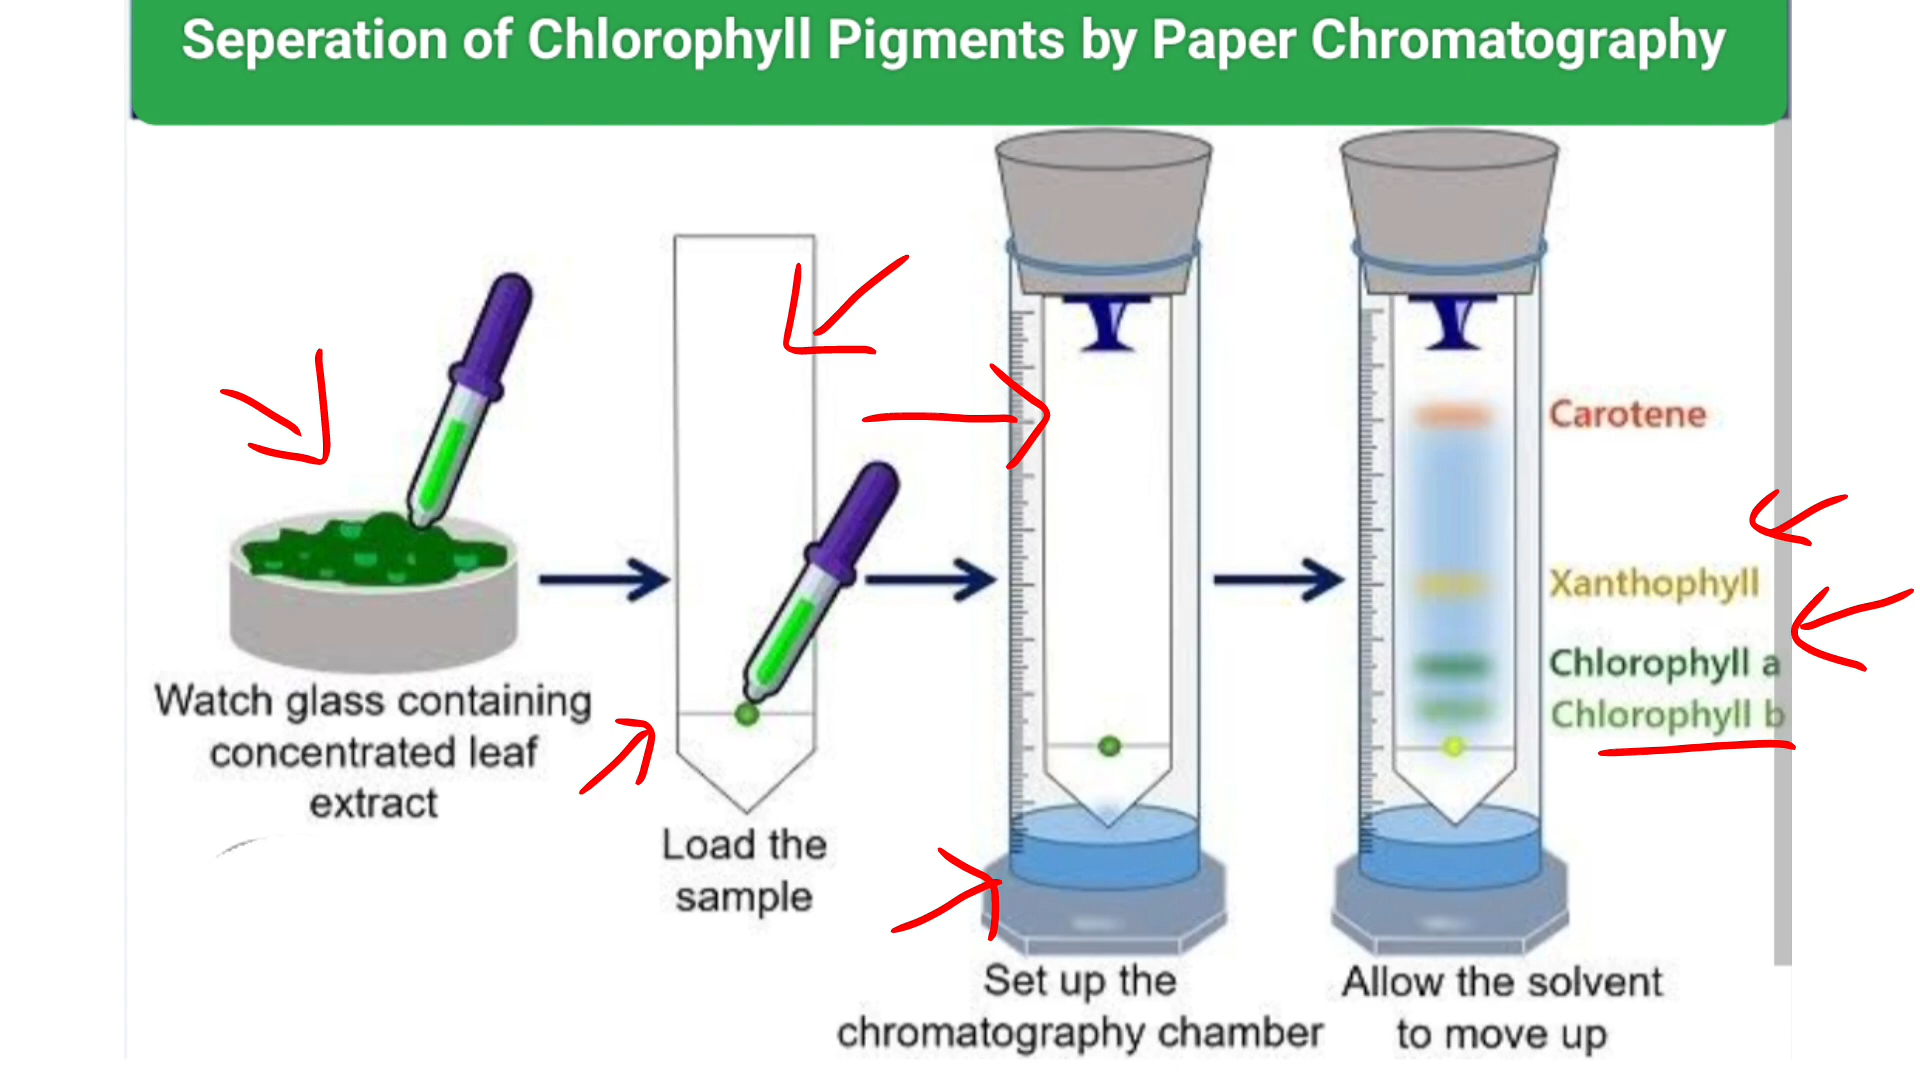 Seperation of Chlorophyll Pigments by Paper Chromatography
Carotene
Xanthophyll
Chlorophyll a
Chlorophyll b
Watch glass containing
concentrated leaf
extract
Load the
sample
Set up the
chromatography chamber
Allow the solvent
to move up